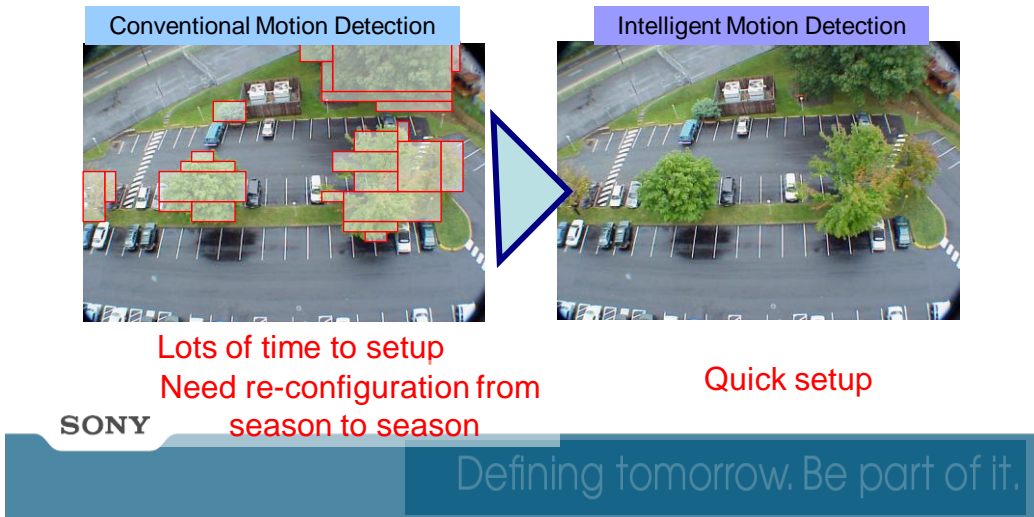 Conventional Motion Detection
Intelligent Motion Detection
Lots of time to setup
Need re-configuration from
season to season
Quick setup
SONY
Defining tomorrow. Be part of it.